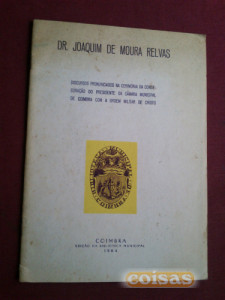 DR. JOAQUIM DE MOURA RELVAS
DISCURSOS PRONUNCIADOS NA CERIMÓNIA DA CONDE-
CORAÇÃO DO PRESIDENTE DA CÂMARA MUNICIPAL
DE COIMBRA COM A ORDEM MILITAR DE CRISTO
COIMBRA
EDIÇÃO DA BIBLIOTECA MUNICIPAL
coisas